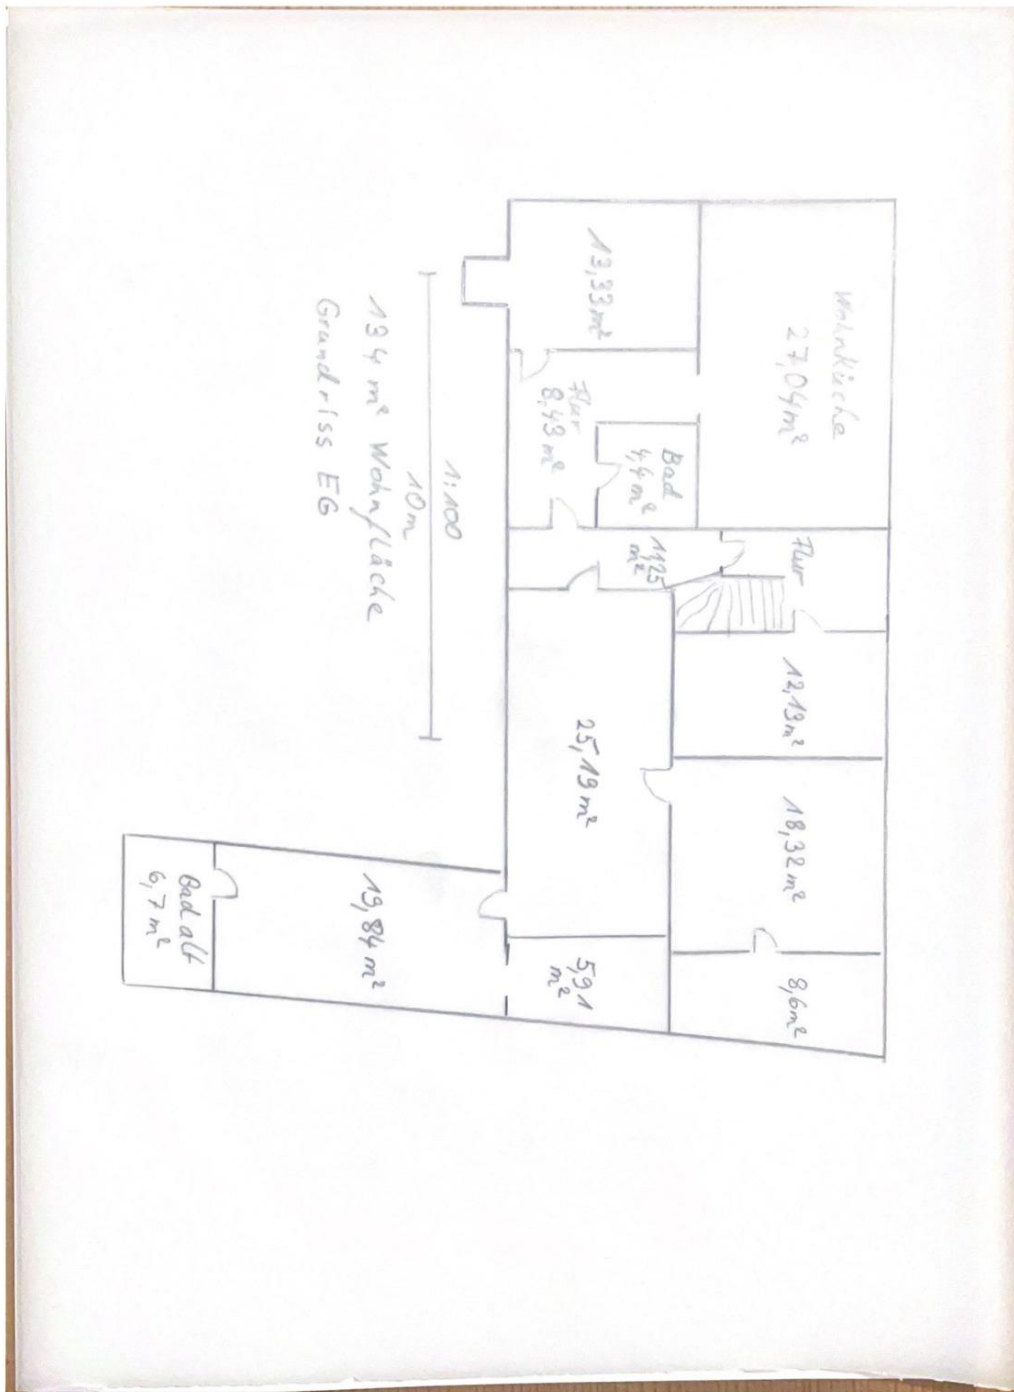 Wohnküche
27,04 m²
Flur
12,19 m²
18,32 m²
8,6 m²
13,33 m²
Bad
4,4 m²
Flur
8,43 m²
11,25
m²
25,19 m²
5,91
m²
1:100
10m
134 m² Wohnfläche
Grundriss EG
19,84 m²
Bad alt
6,7 m²